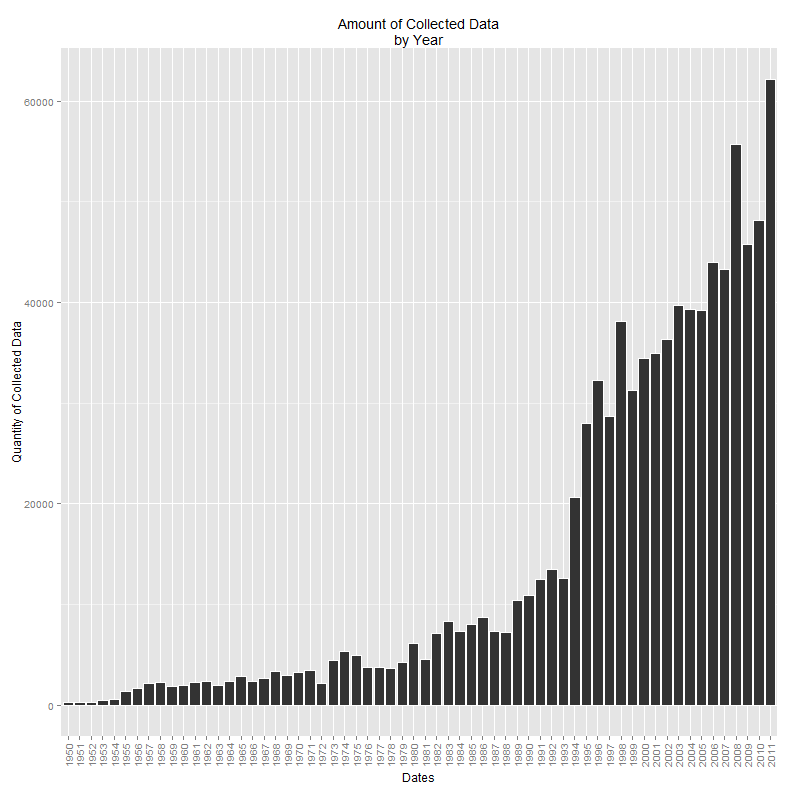 Amount of Collected Data
by Year
Quantity of Collected Data
60000
40000
20000
0
1950 1951 1952 1953 1954 1955 1956 1957 1958 1959 1960 1961 1962 1963 1964 1965 1966 1967 1968 1969 1970 1971 1972 1973 1974 1975 1976 1977 1978 1979 1980 1981 1982 1983 1984 1985 1986 1987 1988 1989 1990 1991 1992 1993 1994 1995 1996 1997 1998 1999 2000 2001 2002 2003 2004 2005 2006 2007 2008 2009 2010 2011
Dates